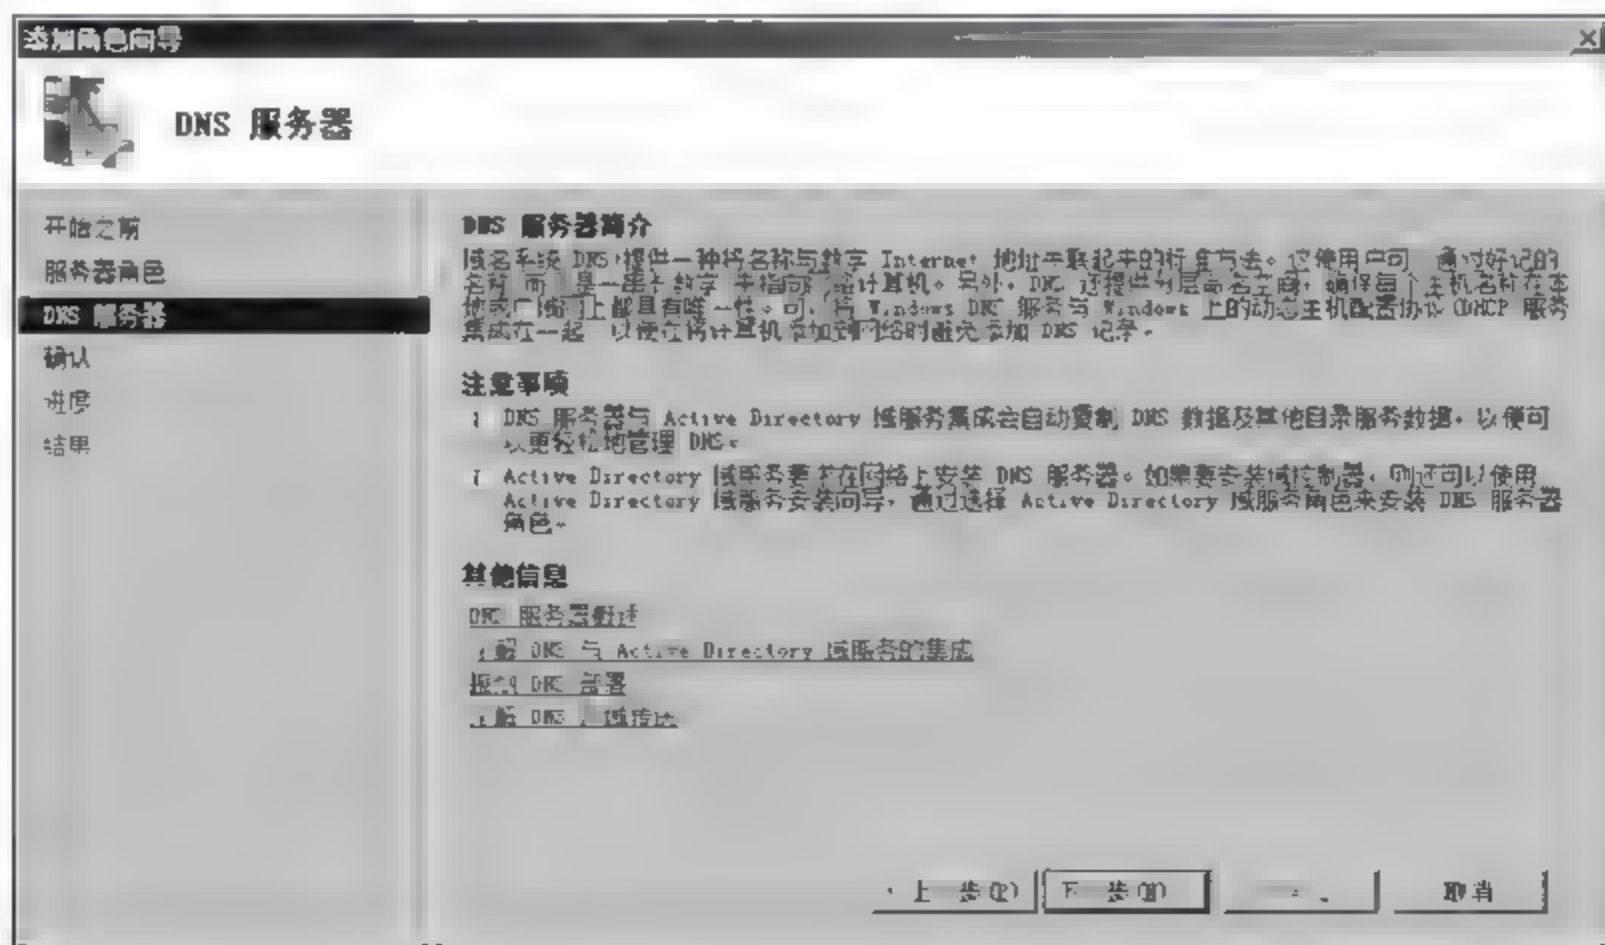 添加角色向导
DNS 服务器
开始之前
服务器角色
DNS 服务器
确认
进度
结果
DNS 服务器简介
域名系统(DNS)提供一种将名称与数字 Internet 地址关联起来的标准方法。这使用户可 通过好记的
名称而 是一串 数字来指向网络计算机。另外，DNS 还提供 层命名空间，确保每个主机名称在本
地或 域网上都具有唯一性。可 将 Windows DNS 服务与 Windows 上的动态主机配置协议(DHCP)服务
集成在一起 以便在将计算机添加到网络时避免添加 DNS 记录。
注意事项
DNS 服务器与 Active Directory 域服务集成会自动复制 DNS 数据及其他目录服务数据，以便可
以更轻松地管理 DNS。
Active Directory 域服务要求在网络上安装 DNS 服务器。如果要安装域控制器，则还可以使用
Active Directory 域服务安装向导，通过选择 Active Directory 域服务角色来安装 DNS 服务器
角色。
其他信息
DNS 服务器概述
了解 DNS 与 Active Directory 域服务的集成
规划 DNS 部署
了解 DNS 区域传送
上一步(P)
下一步(N)
取消